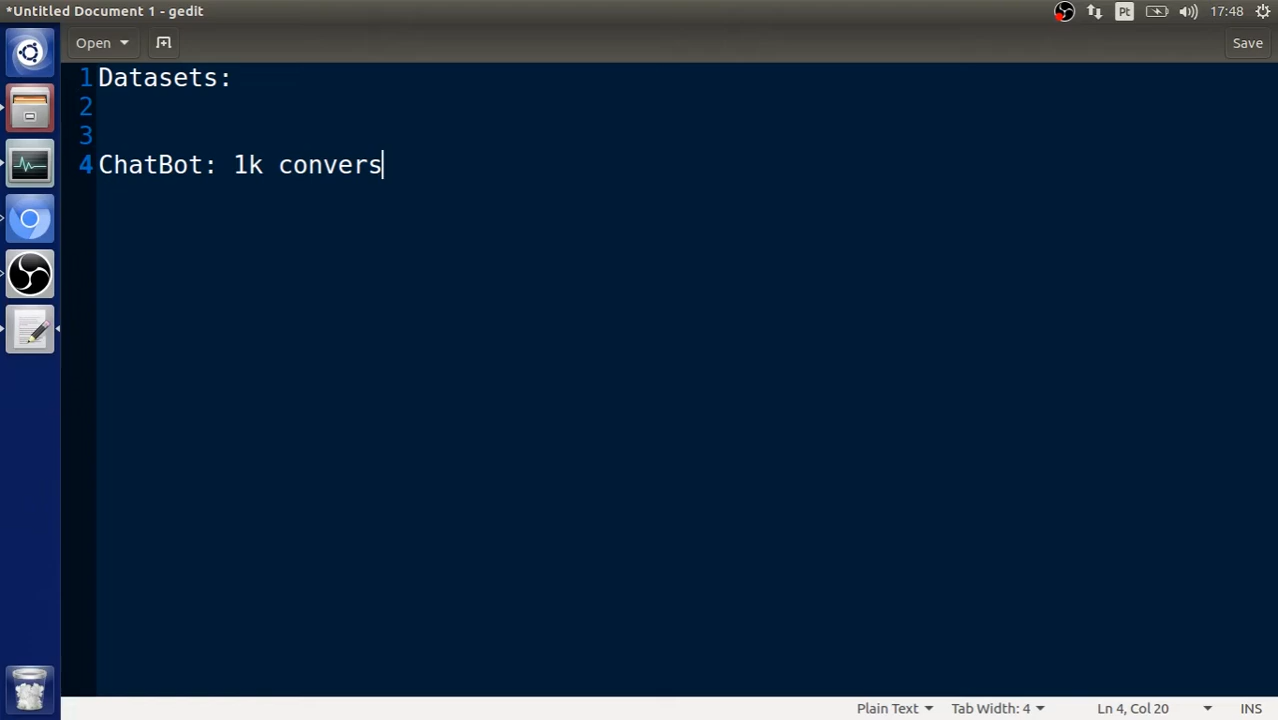 *Untitled Document 1 - gedit
Pt
17:48
Open
Save
1 Datasets:
2
3
4 ChatBot: 1k convers
Plain Text
Tab Width: 4
Ln 4, Col 20
INS